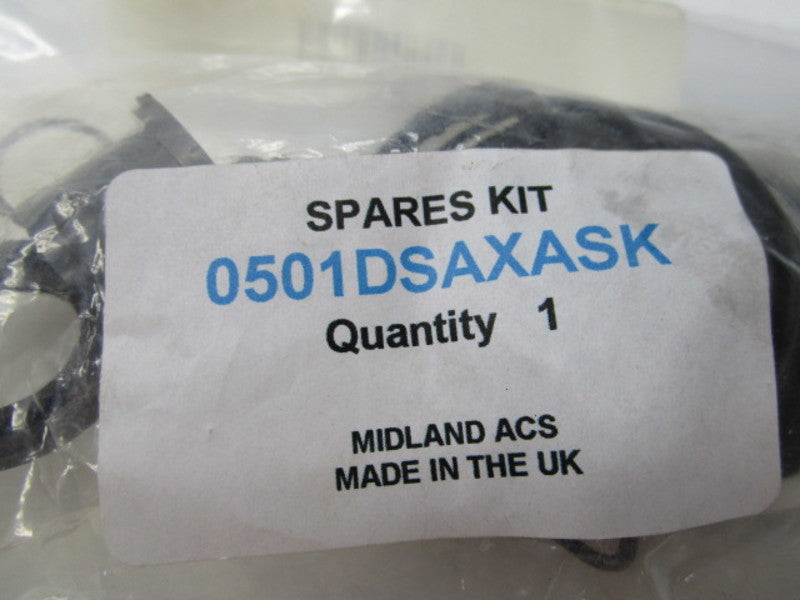 SPARES KIT
0501DSAXASK
Quantity 1
MIDLAND ACS
MADE IN THE UK